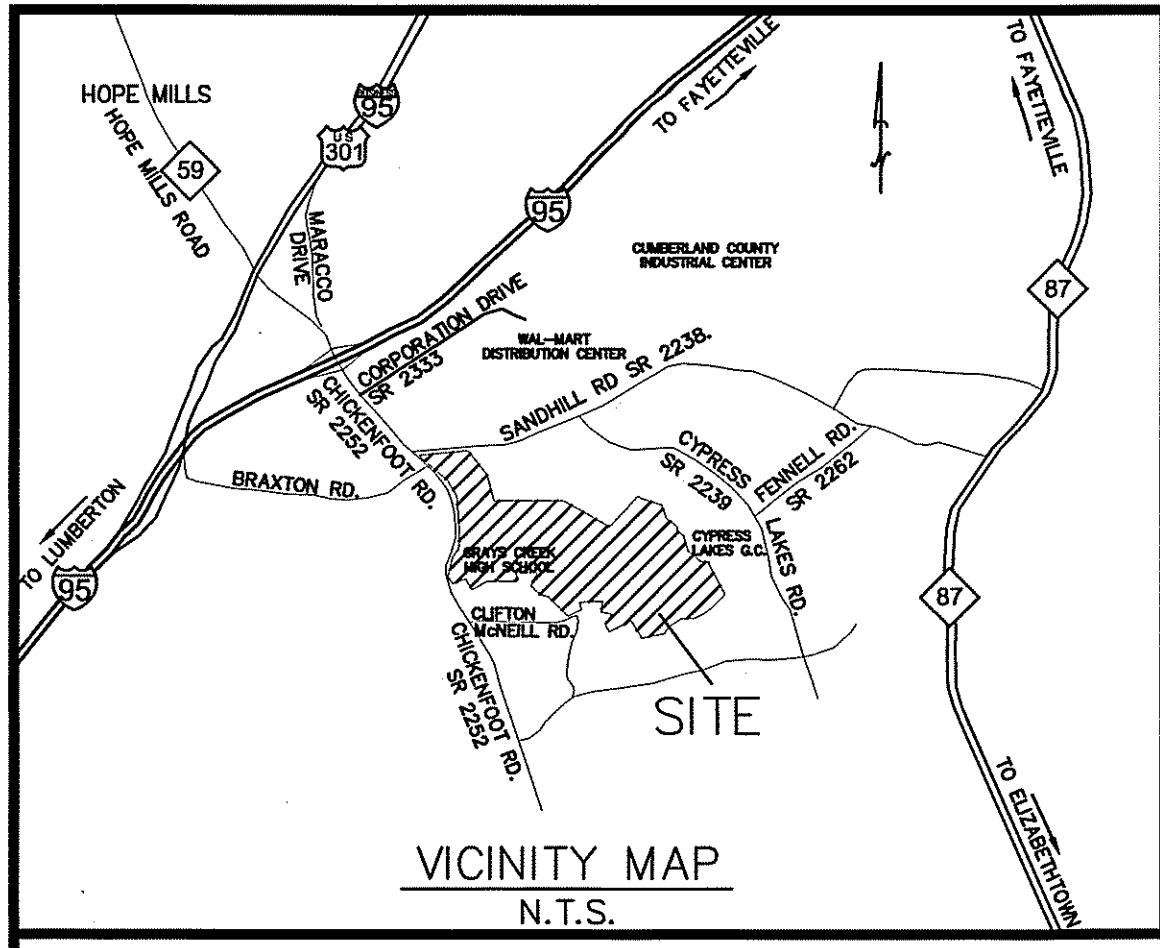 HOPE MILLS
HOPE MILLS ROAD
59
BUSINESS
95
U S
301
MARACCO
DRIVE
TO FAYETTEVILLE
95
TO FAYETTEVILLE
N
CUMBERLAND COUNTY
INDUSTRIAL CENTER
87
CORPORATION DRIVE
SR 2333
WAL-MART
DISTRIBUTION CENTER
CHICKENFOOT RD.
SR 2252
SANDHILL RD SR 2238.
BRAXTON RD.
CYPRESS
LAKES RD.
SR 2239
FENNELL RD.
SR 2262
TO LUMBERTON
95
GRAYS CREEK
HIGH SCHOOL
CYPRESS
LAKES G.C.
87
CLIFTON
McNEILL RD.
CHICKENFOOT RD.
SR 2252
SITE
TO ELIZABETHTOWN
VICINITY MAP
N.T.S.